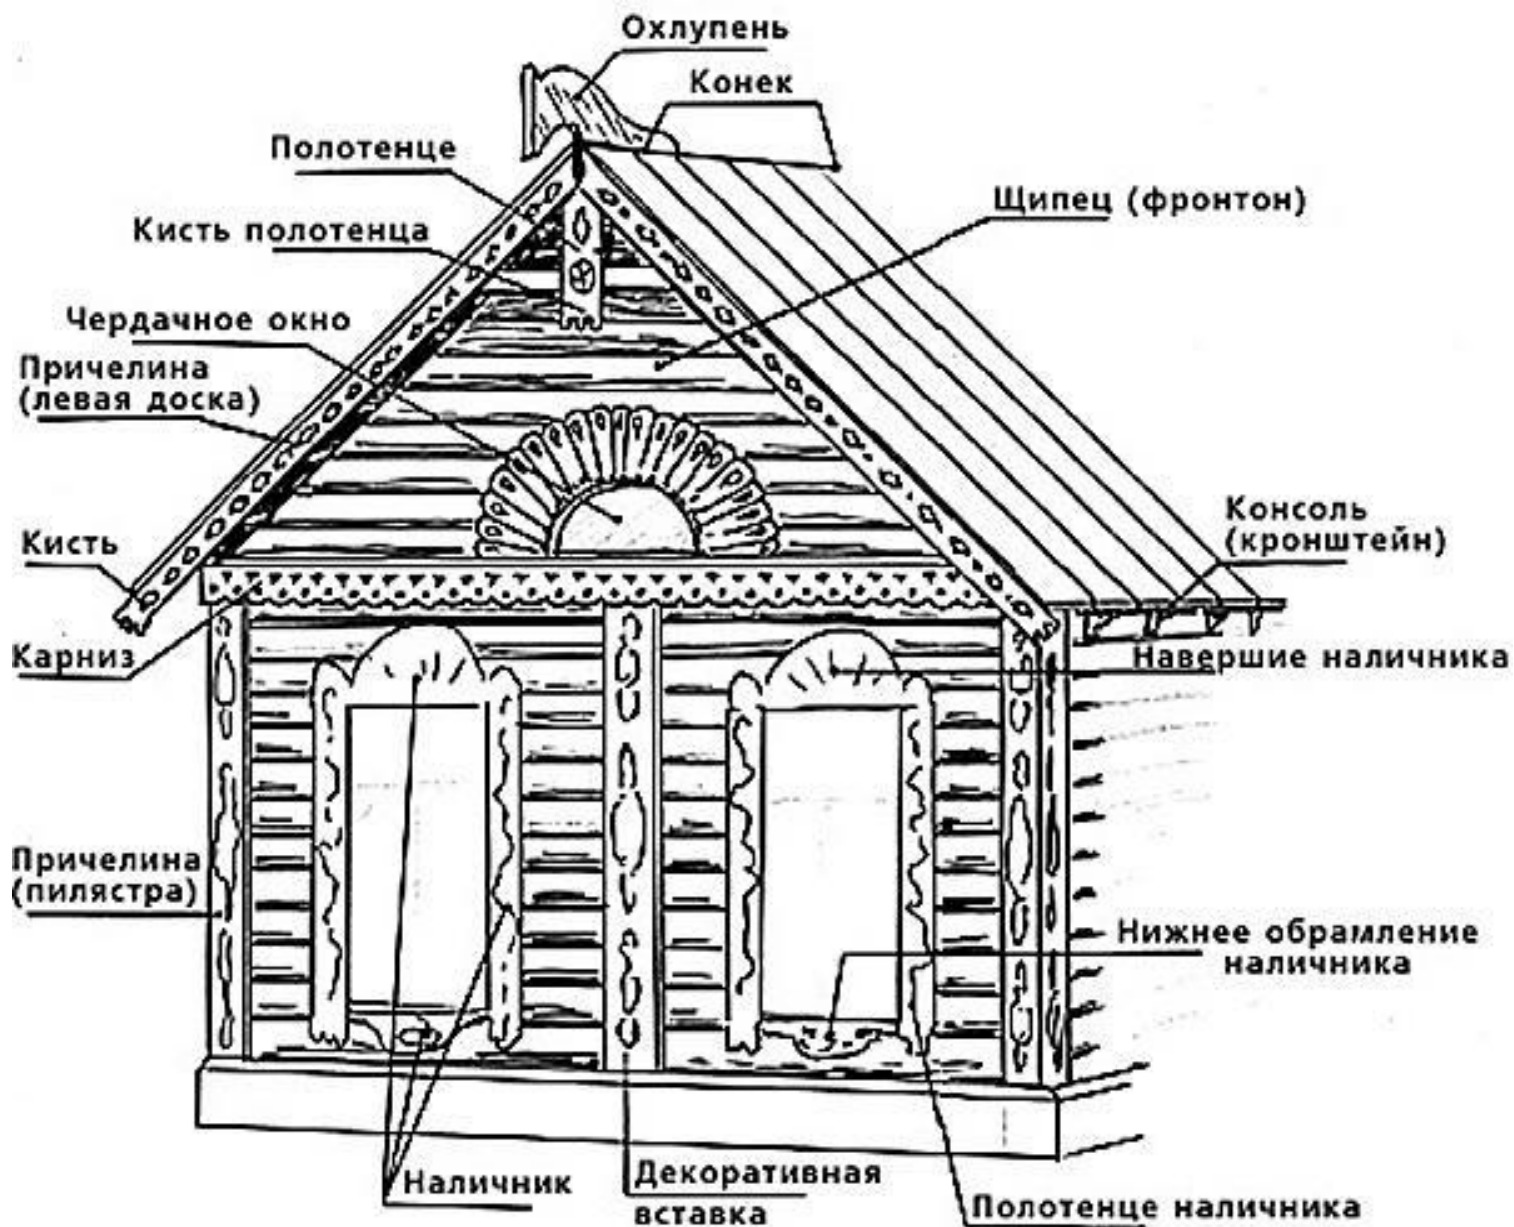 Охлупень
Конек
Полотенце
Щипец (фронтон)
Кисть полотенца
Чердачное окно
Причелина
(левая доска)
Консоль
(кронштейн)
Кисть
Карниз
Навершие наличника
Причелина
(пилястра)
Нижнее обрамление
наличника
Наличник
Декоративная
вставка
Полотенце наличника